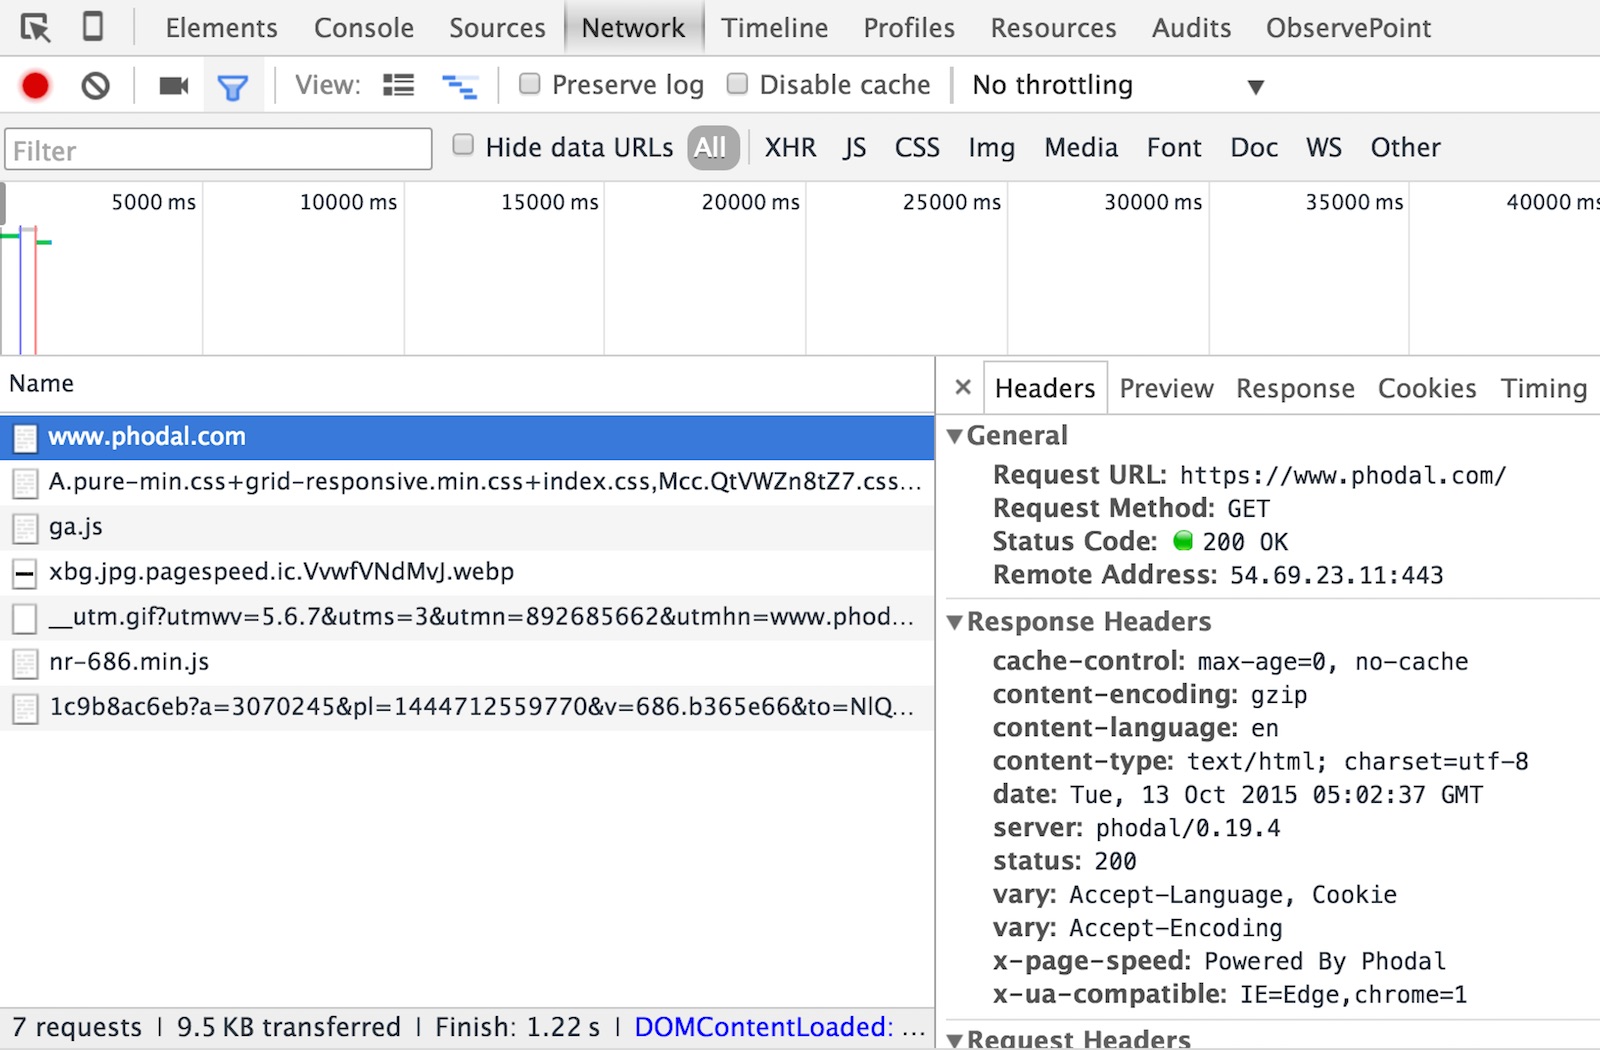 Elements Console Sources Network Timeline Profiles Resources Audits ObservePoint
View: Preserve log Disable cache No throttling
Filter Hide data URLs All XHR JS CSS Img Media Font Doc WS Other
5000 ms 10000 ms 15000 ms 20000 ms 25000 ms 30000 ms 35000 ms 40000 ms
Name
www.phodal.com
A.pure-min.css+grid-responsive.min.css+index.css,Mcc.QtVWZn8tZ7.css...
ga.js
xbg.jpg.pagespeed.ic.VvwfVNdMvJ.webp
__utm.gif?utmwv=5.6.7&utms=3&utmn=892685662&utmhn=www.phod...
nr-686.min.js
1c9b8ac6eb?a=3070245&pl=1444712559770&v=686.b365e66&to=NlQ...
7 requests | 9.5 KB transferred | Finish: 1.22 s | DOMContentLoaded: ...
× Headers Preview Response Cookies Timing
General
Request URL: https://www.phodal.com/
Request Method: GET
Status Code: 200 OK
Remote Address: 54.69.23.11:443
Response Headers
cache-control: max-age=0, no-cache
content-encoding: gzip
content-language: en
content-type: text/html; charset=utf-8
date: Tue, 13 Oct 2015 05:02:37 GMT
server: phodal/0.19.4
status: 200
vary: Accept-Language, Cookie
vary: Accept-Encoding
x-page-speed: Powered By Phodal
x-ua-compatible: IE=Edge,chrome=1
Request Headers